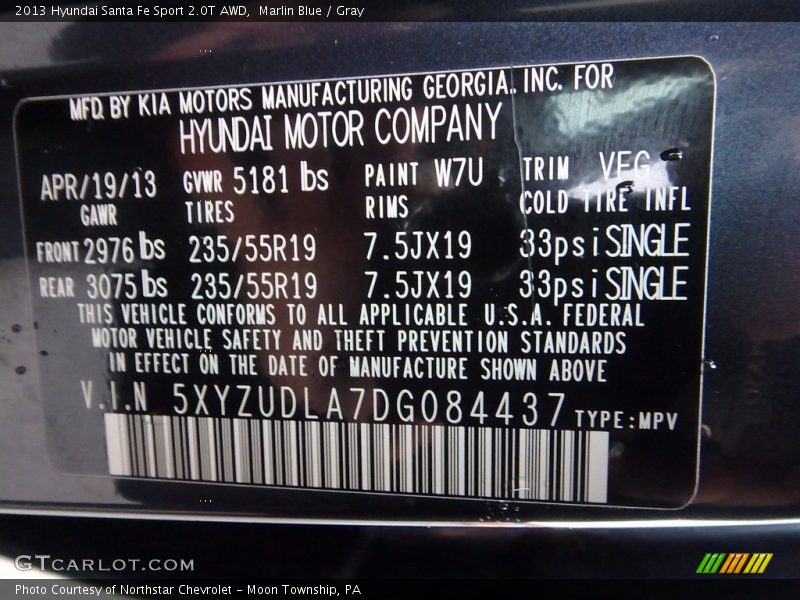 2013 Hyundai Santa Fe Sport 2.0T AWD,  Marlin Blue / Gray
MFD. BY KIA MOTORS MANUFACTURING GEORGIA. INC. FOR
HYUNDAI MOTOR COMPANY
APR/19/13 GVWR 5181 lbs PAINT W7U TRIM VFG
GAWR TIRES RIMS COLD TIRE INFL
FRONT 2976 lbs 235/55R19 7.5JX19 33psi SINGLE
REAR 3075 lbs 235/55R19 7.5JX19 33psi SINGLE
THIS VEHICLE CONFORMS TO ALL APPLICABLE U.S.A. FEDERAL
MOTOR VEHICLE SAFETY AND THEFT PREVENTION STANDARDS
IN EFFECT ON THE DATE OF MANUFACTURE SHOWN ABOVE
V.I.N 5XYZUDLA7DG084437 TYPE:MPV
GTCARLOT.COM
Photo Courtesy of Northstar Chevrolet - Moon Township, PA